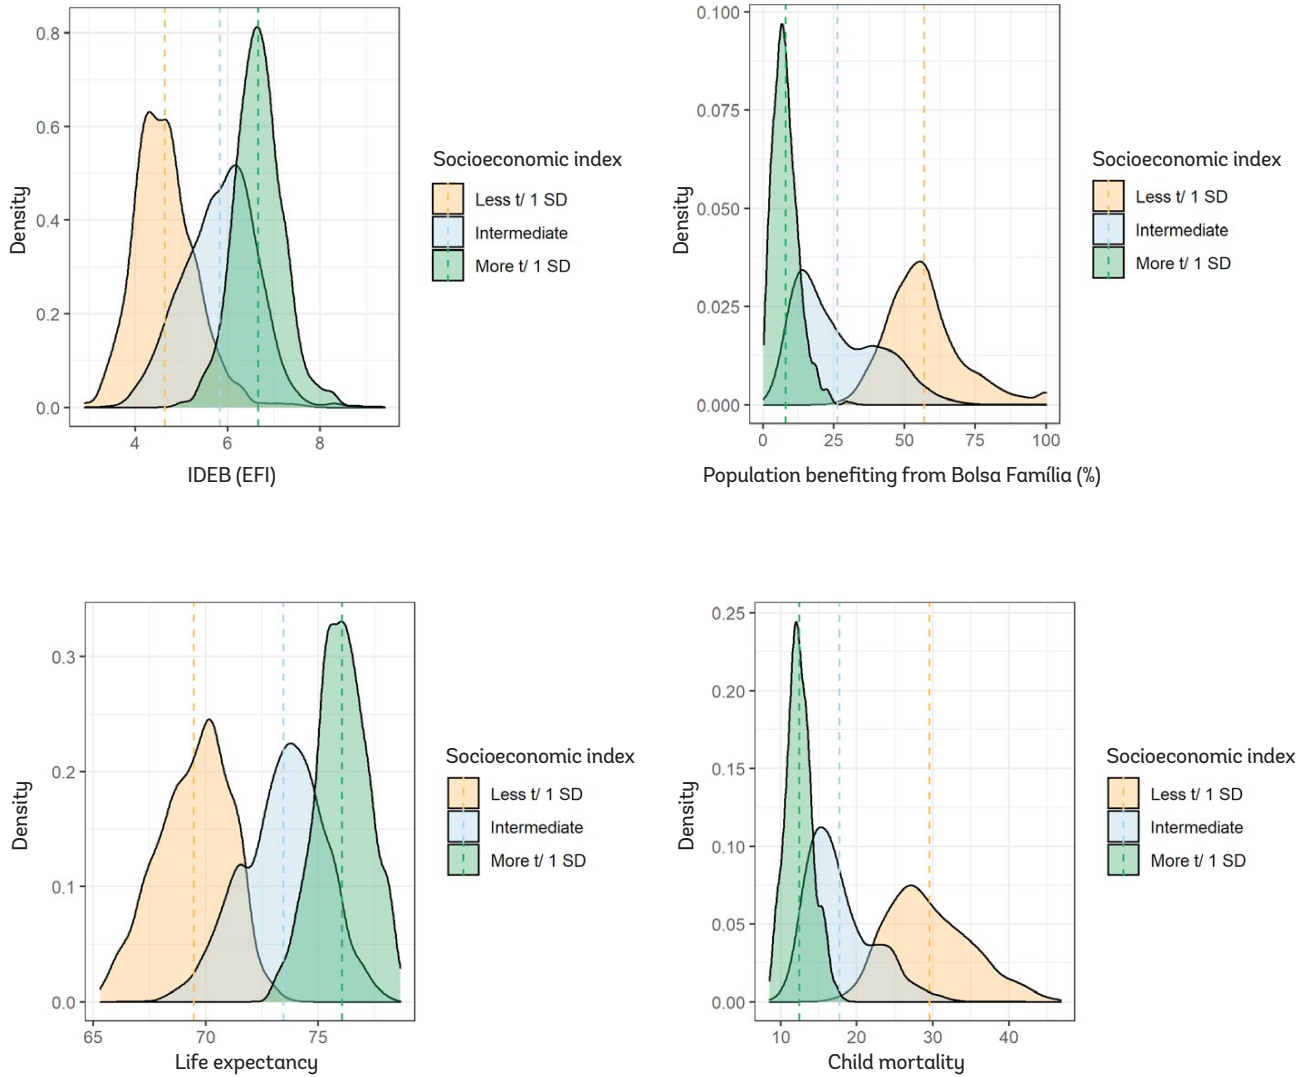 0.8
0.6
0.4
0.2
0.0
Density
4 6 8
IDEB (EFI)
Socioeconomic index
Less t/ 1 SD
Intermediate
More t/ 1 SD
0.100
0.075
0.050
0.025
0.000
Density
0 25 50 75 100
Population benefiting from Bolsa Família (%)
Socioeconomic index
Less t/ 1 SD
Intermediate
More t/ 1 SD
0.3
0.2
0.1
0.0
Density
65 70 75
Life expectancy
Socioeconomic index
Less t/ 1 SD
Intermediate
More t/ 1 SD
0.25
0.20
0.15
0.10
0.05
0.00
Density
10 20 30 40
Child mortality
Socioeconomic index
Less t/ 1 SD
Intermediate
More t/ 1 SD